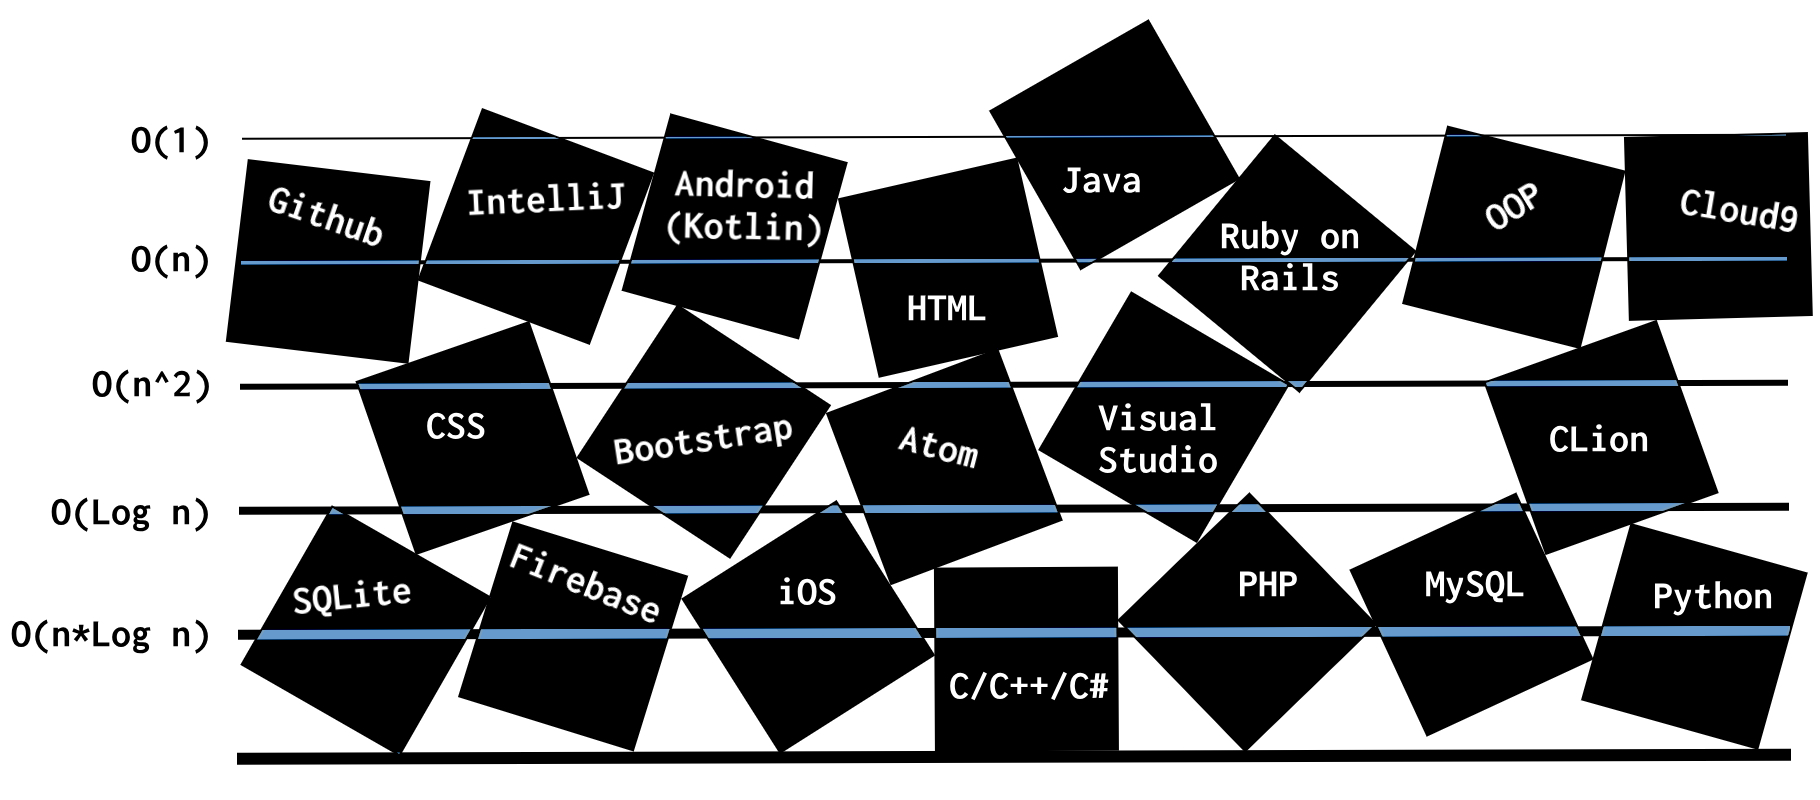 O(1)
Github
IntelliJ
Android
(Kotlin)
Java
OOP
Cloud9
O(n)
HTML
Ruby on
Rails
O(n^2)
CSS
Bootstrap
Atom
Visual
Studio
CLion
O(Log n)
SQLite
Firebase
iOS
PHP
MySQL
Python
O(n*Log n)
C/C++/C#